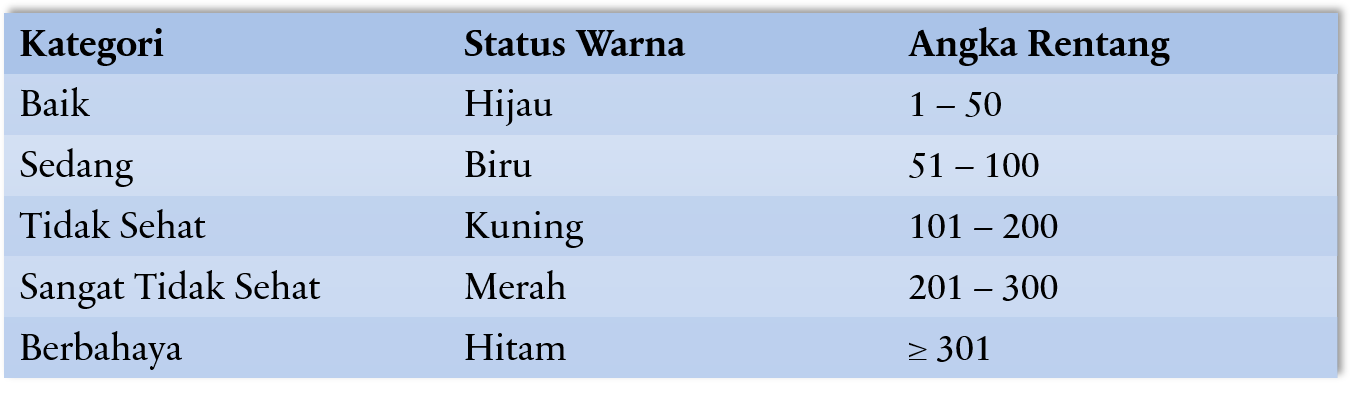 Kategori Status Warna Angka Rentang
Baik Hijau 1 – 50
Sedang Biru 51 – 100
Tidak Sehat Kuning 101 – 200
Sangat Tidak Sehat Merah 201 – 300
Berbahaya Hitam ≥ 301